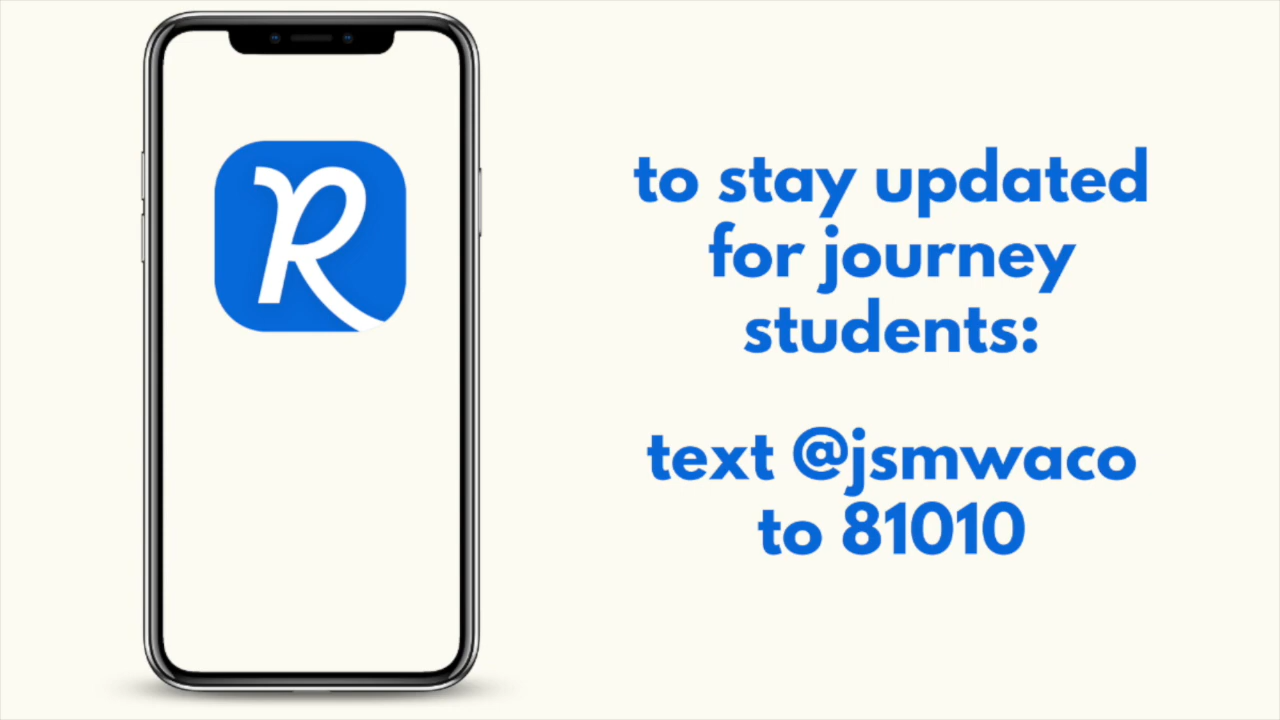 R
to stay updated
for journey
students:
text @jsmwaco
to 81010